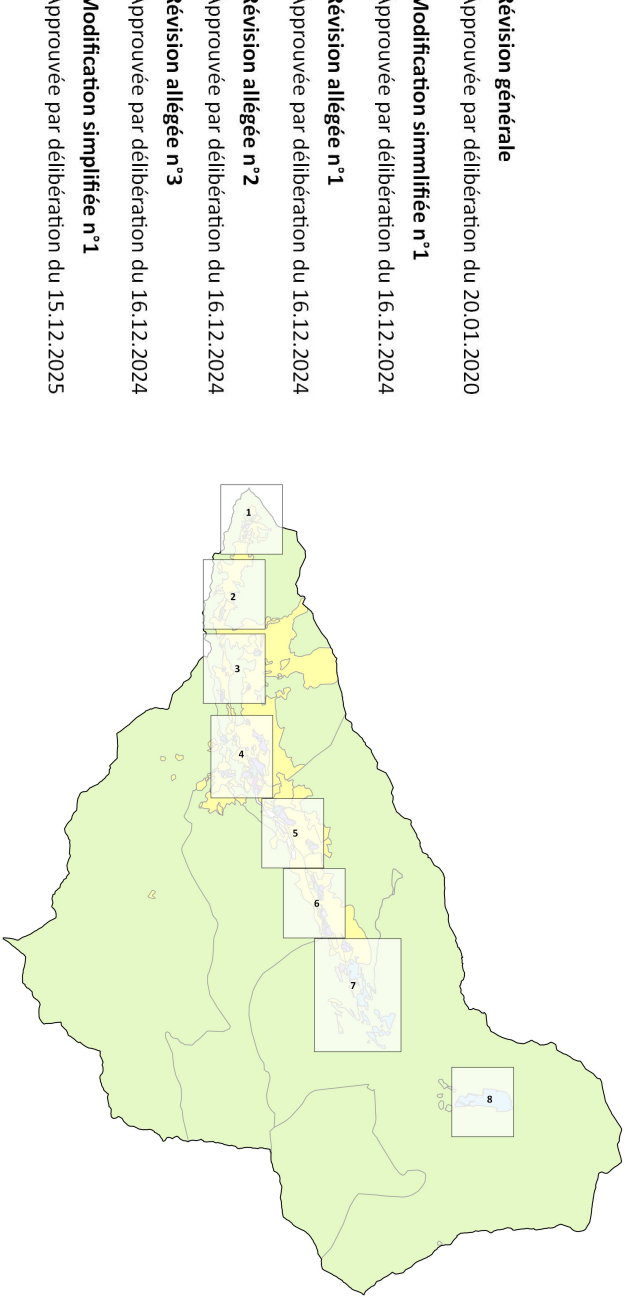 Révision générale
Approuvée par délibération du 20.01.2020
Modification simmlifiée n°1
Approuvée par délibération du 16.12.2024
Révision allégée n°1
Approuvée par délibération du 16.12.2024
Révision allégée n°2
Approuvée par délibération du 16.12.2024
Révision allégée n°3
Approuvée par délibération du 16.12.2024
Modification simplifiée n°1
Approuvée par délibération du 15.12.2025
1
2
3
4
5
6
7
8